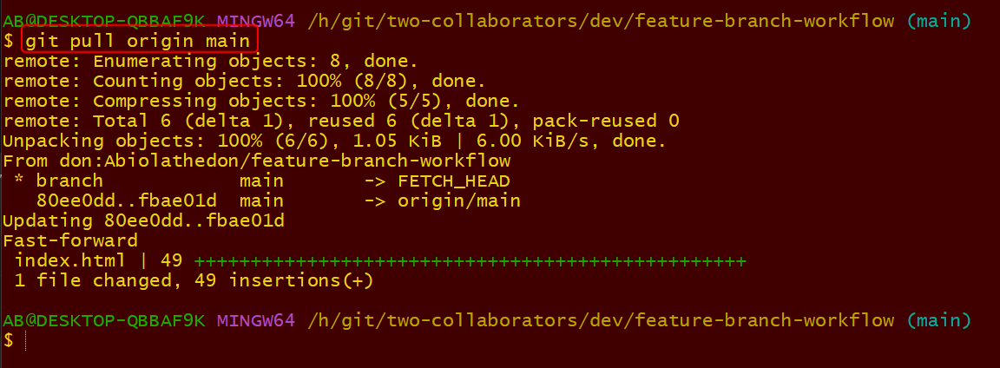 AB@DESKTOP-QBBAF9K MINGW64 /h/git/two-collaborators/dev/feature-branch-workflow (main)
$ git pull origin main
remote: Enumerating objects: 8, done.
remote: Counting objects: 100% (8/8), done.
remote: Compressing objects: 100% (5/5), done.
remote: Total 6 (delta 1), reused 6 (delta 1), pack-reused 0
Unpacking objects: 100% (6/6), 1.05 KiB | 6.00 KiB/s, done.
From don:Abiolathedon/feature-branch-workflow
 * branch            main       -> FETCH_HEAD
   80ee0dd..fbae01d  main       -> origin/main
Updating 80ee0dd..fbae01d
Fast-forward
 index.html | 49 +++++++++++++++++++++++++++++++++++++++++++++++++
 1 file changed, 49 insertions(+)
AB@DESKTOP-QBBAF9K MINGW64 /h/git/two-collaborators/dev/feature-branch-workflow (main)
$